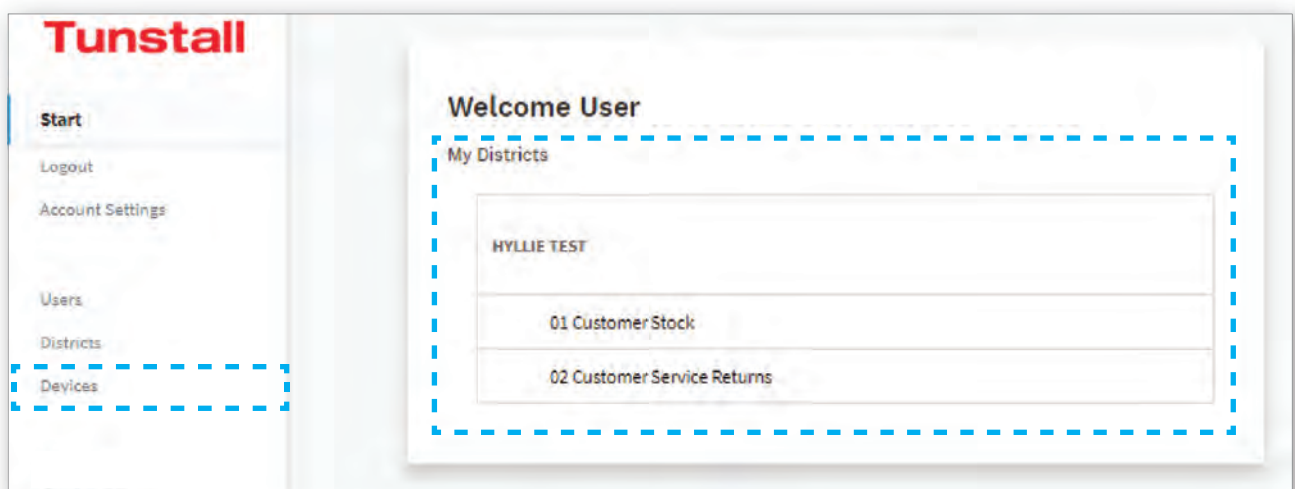 Tunstall
Start
Logout
Account Settings
Users
Districts
Devices
Welcome User
My Districts
HYLLIE TEST
01 Customer Stock
02 Customer Service Returns